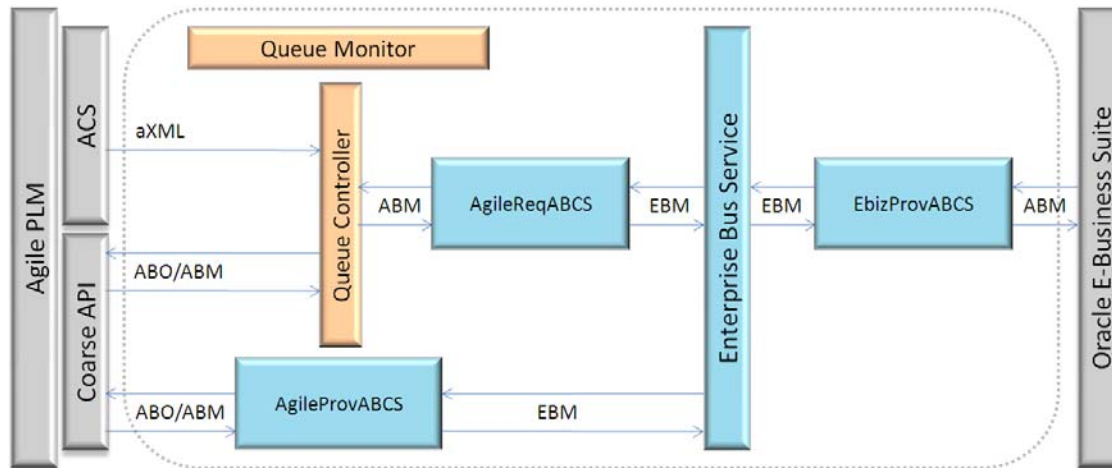 Agile PLM
ACS
Coarse API
Queue Monitor
Queue Controller
aXML
ABM
AgileReqABCS
EBM
Enterprise Bus Service
EBM
EbizProvABCS
ABM
Oracle E-Business Suite
ABO/ABM
ABO/ABM
AgileProvABCS
EBM